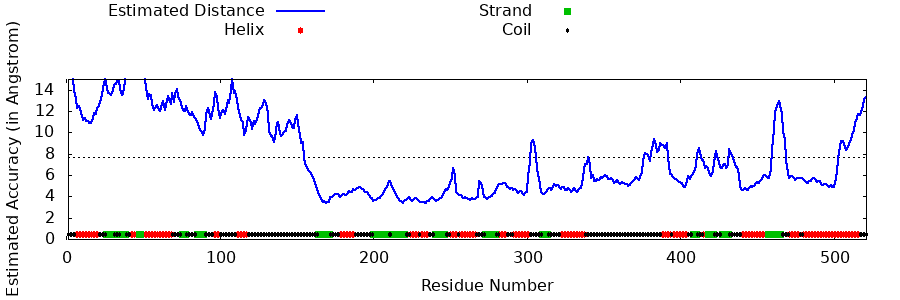 Estimated Distance
Strand
Helix
Coil
Estimated Accuracy (in Angstrom)
14
12
10
8
6
4
2
0
0 100 200 300 400 500
Residue Number